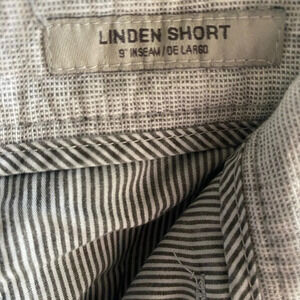 LINDEN SHORT
9" INSEAM / DE LARGO